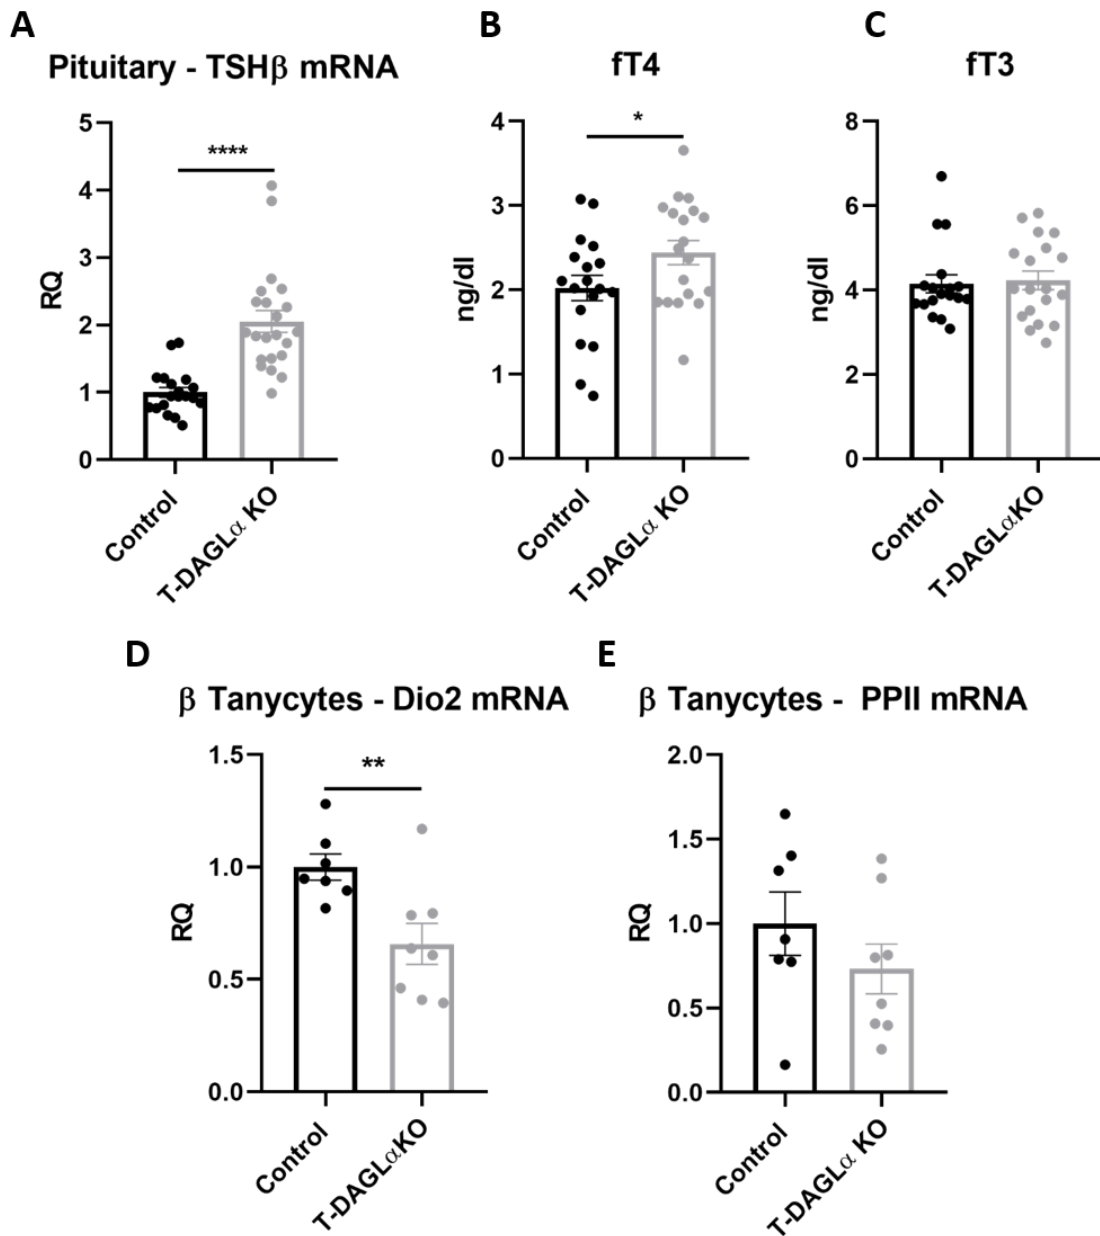 A
Pituitary - TSHβ mRNA
5
4
3
2
1
0
RQ
****
Control
T-DAGLα KO
B
fT4
4
3
2
1
0
ng/dl
*
Control
T-DAGLα KO
C
fT3
8
6
4
2
0
ng/dl
Control
T-DAGLαKO
D
β Tanycytes - Dio2 mRNA
1.5
1.0
0.5
0.0
RQ
**
Control
T-DAGLαKO
E
β Tanycytes - PPII mRNA
2.0
1.5
1.0
0.5
0.0
RQ
Control
T-DAGLα KO